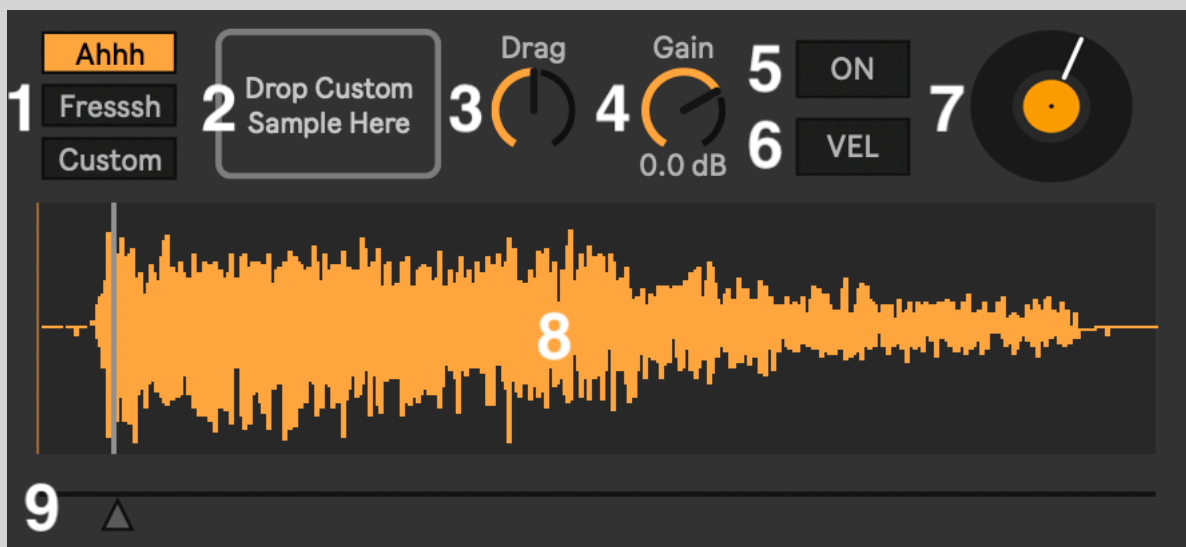 1
Ahhh
Fresssh
Custom
2
Drop Custom
Sample Here
3
Drag
4
Gain
0.0 dB
5
ON
6
VEL
7
8
9